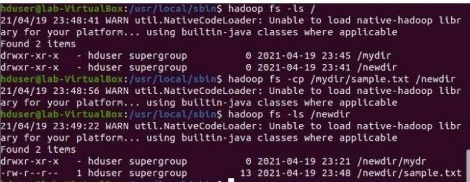 hduser@lab-VirtualBox:/usr/local/sbin$ hadoop fs -ls /
21/04/19 23:48:41 WARN util.NativeCodeLoader: Unable to load native-hadoop libr
ary for your platform... using builtin-java classes where applicable
Found 2 items
drwxr-xr-x   - hduser supergroup          0 2021-04-19 23:45 /mydir
drwxr-xr-x   - hduser supergroup          0 2021-04-19 23:21 /newdir
hduser@lab-VirtualBox:/usr/local/sbin$ hadoop fs -cp /mydir/sample.txt /newdir
21/04/19 23:48:56 WARN util.NativeCodeLoader: Unable to load native-hadoop libr
ary for your platform... using builtin-java classes where applicable
hduser@lab-VirtualBox:/usr/local/sbin$ hadoop fs -ls /newdir
21/04/19 23:49:22 WARN util.NativeCodeLoader: Unable to load native-hadoop libr
ary for your platform... using builtin-java classes where applicable
Found 2 items
drwxr-xr-x   - hduser supergroup          0 2021-04-19 23:21 /newdir/mydr
-rw-r--r--   1 hduser supergroup         13 2021-04-19 23:48 /newdir/sample.txt